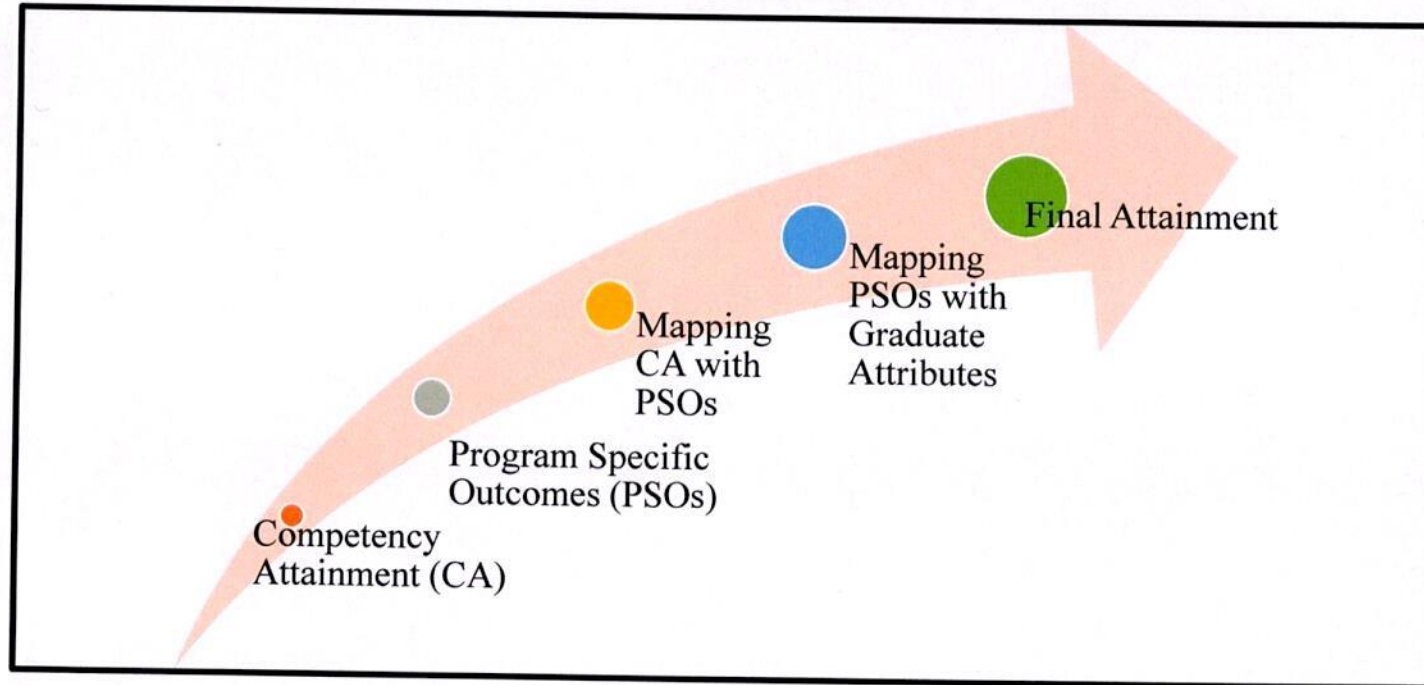 Final Attainment
Mapping
PSOs with
Graduate
Attributes
Mapping
CA with
PSOs
Program Specific
Outcomes (PSOs)
Competency
Attainment (CA)